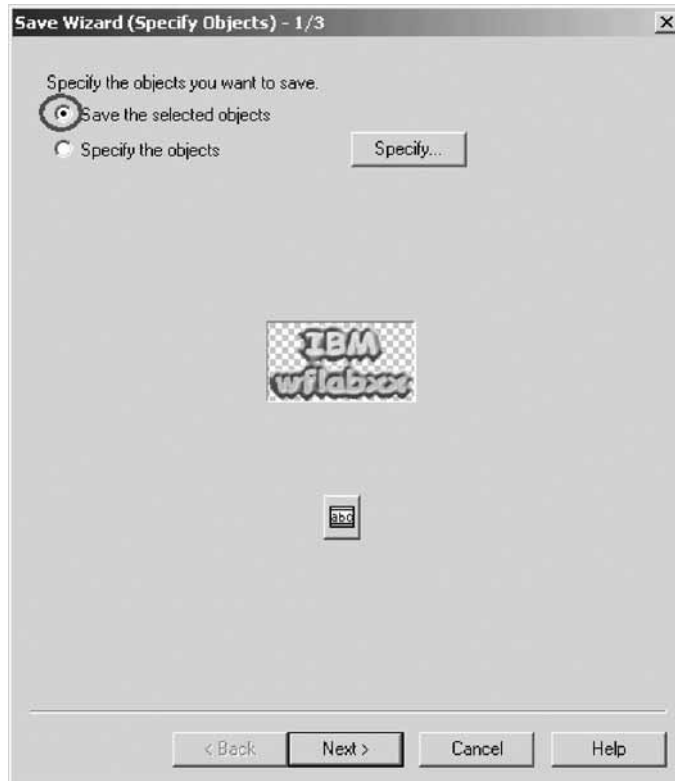 Save Wizard (Specify Objects) - 1/3
Specify the objects you want to save.
Save the selected objects
Specify the objects
Specify...
IBM
wflabxx
abc
< Back
Next >
Cancel
Help